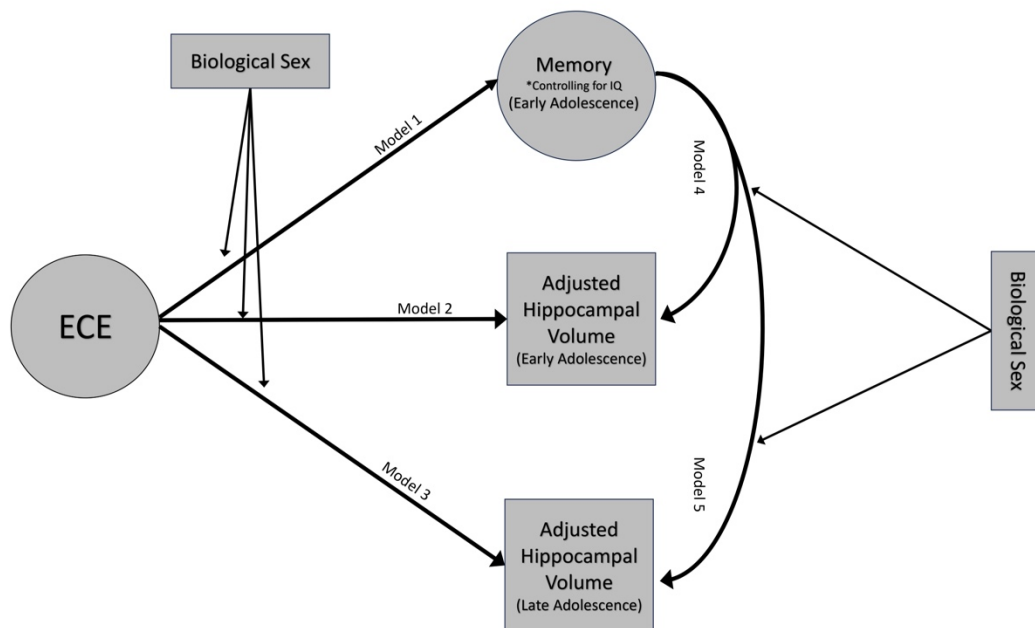 Biological Sex
Memory
*Controlling for IQ
(Early Adolescence)
Model 1
Model 4
ECE
Model 2
Adjusted
Hippocampal
Volume
(Early Adolescence)
Biological Sex
Model 3
Model 5
Adjusted
Hippocampal
Volume
(Late Adolescence)